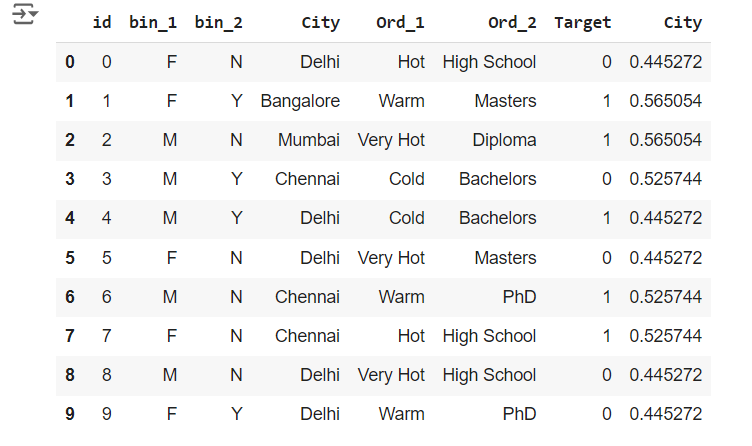 id bin_1 bin_2 City Ord_1 Ord_2 Target City
0 0 F N Delhi Hot High School 0 0.445272
1 1 F Y Bangalore Warm Masters 1 0.565054
2 2 M N Mumbai Very Hot Diploma 1 0.565054
3 3 M Y Chennai Cold Bachelors 0 0.525744
4 4 M Y Delhi Cold Bachelors 1 0.445272
5 5 F N Delhi Very Hot Masters 0 0.445272
6 6 M N Chennai Warm PhD 1 0.525744
7 7 F N Chennai Hot High School 1 0.525744
8 8 M N Delhi Very Hot High School 0 0.445272
9 9 F Y Delhi Warm PhD 0 0.445272